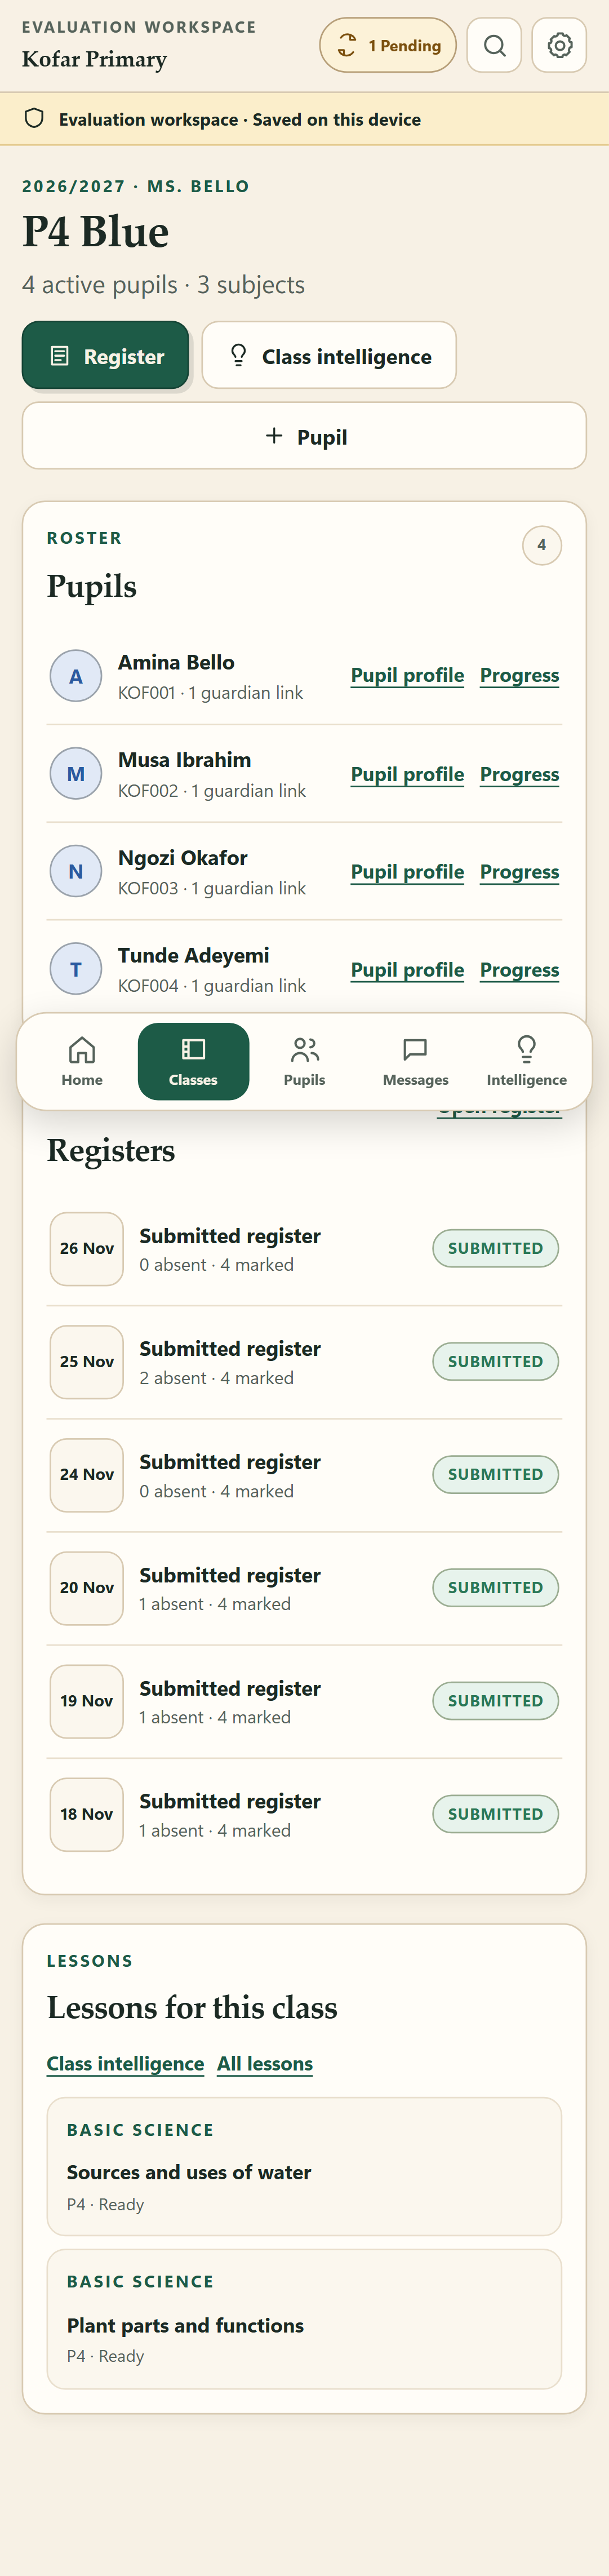 EVALUATION WORKSPACE
Kofar Primary
1 Pending
Evaluation workspace · Saved on this device
2026/2027 · MS. BELLO
P4 Blue
4 active pupils · 3 subjects
Register
Class intelligence
Pupil
ROSTER
4
Pupils
A
Amina Bello
KOF001 · 1 guardian link
Pupil profile
Progress
M
Musa Ibrahim
KOF002 · 1 guardian link
Pupil profile
Progress
N
Ngozi Okafor
KOF003 · 1 guardian link
Pupil profile
Progress
T
Tunde Adeyemi
KOF004 · 1 guardian link
Pupil profile
Progress
Home
Classes
Pupils
Messages
Intelligence
Open register
Registers
26 Nov
Submitted register
0 absent · 4 marked
SUBMITTED
25 Nov
Submitted register
2 absent · 4 marked
SUBMITTED
24 Nov
Submitted register
0 absent · 4 marked
SUBMITTED
20 Nov
Submitted register
1 absent · 4 marked
SUBMITTED
19 Nov
Submitted register
1 absent · 4 marked
SUBMITTED
18 Nov
Submitted register
1 absent · 4 marked
SUBMITTED
LESSONS
Lessons for this class
Class intelligence
All lessons
BASIC SCIENCE
Sources and uses of water
P4 · Ready
BASIC SCIENCE
Plant parts and functions
P4 · Ready